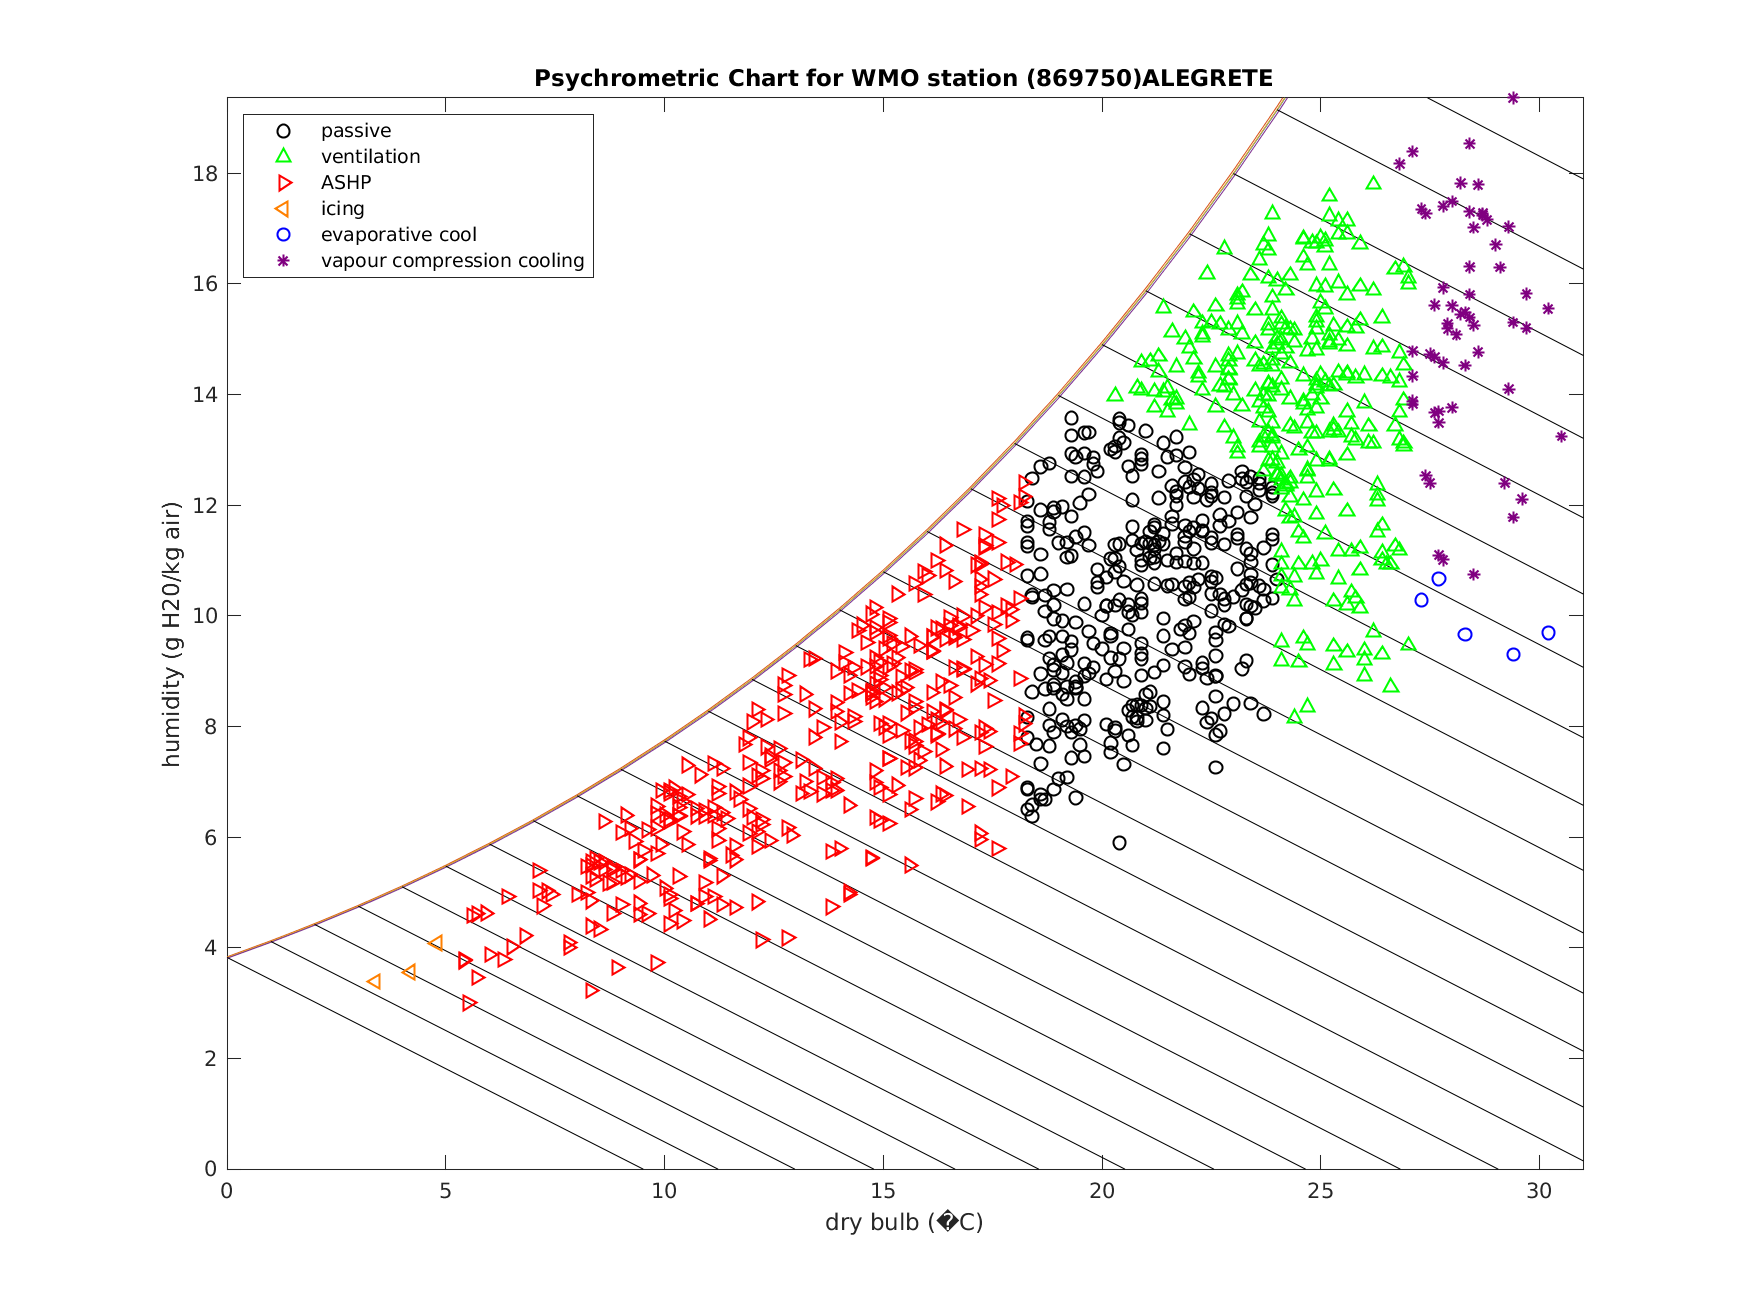 Psychrometric Chart for WMO station (869750)ALEGRETE
passive
ventilation
ASHP
icing
evaporative cool
vapour compression cooling
humidity (g H20/kg air)
18
16
14
12
10
8
6
4
2
0
0 5 10 15 20 25 30
dry bulb (�C)